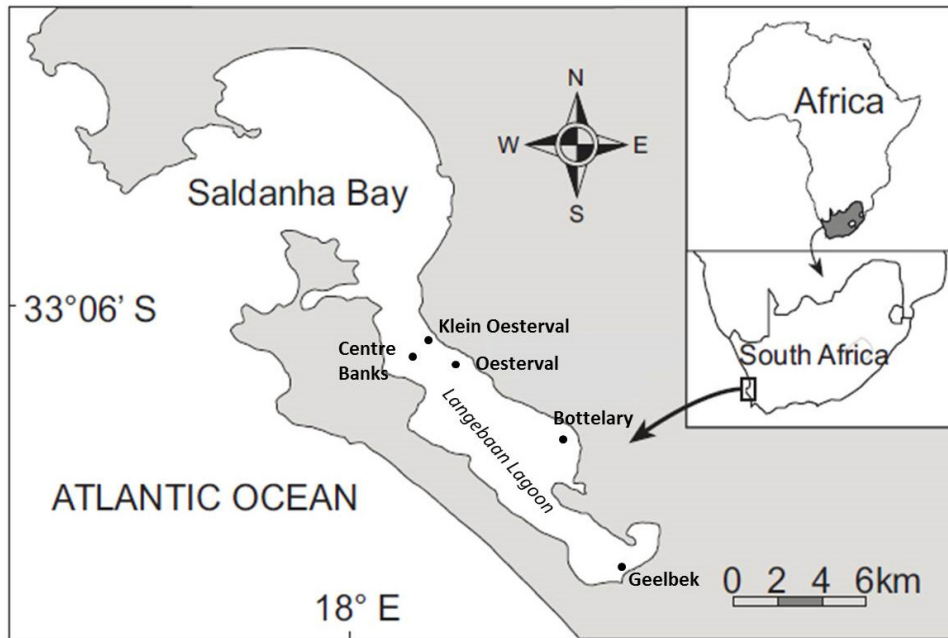 N
W E
S
Africa
Saldanha Bay
33°06' S
Klein Oesterval
Centre
Banks
Oesterval
South Africa
Langebaan Lagoon
Bottelary
ATLANTIC OCEAN
Geelbek
0 2 4 6km
18° E